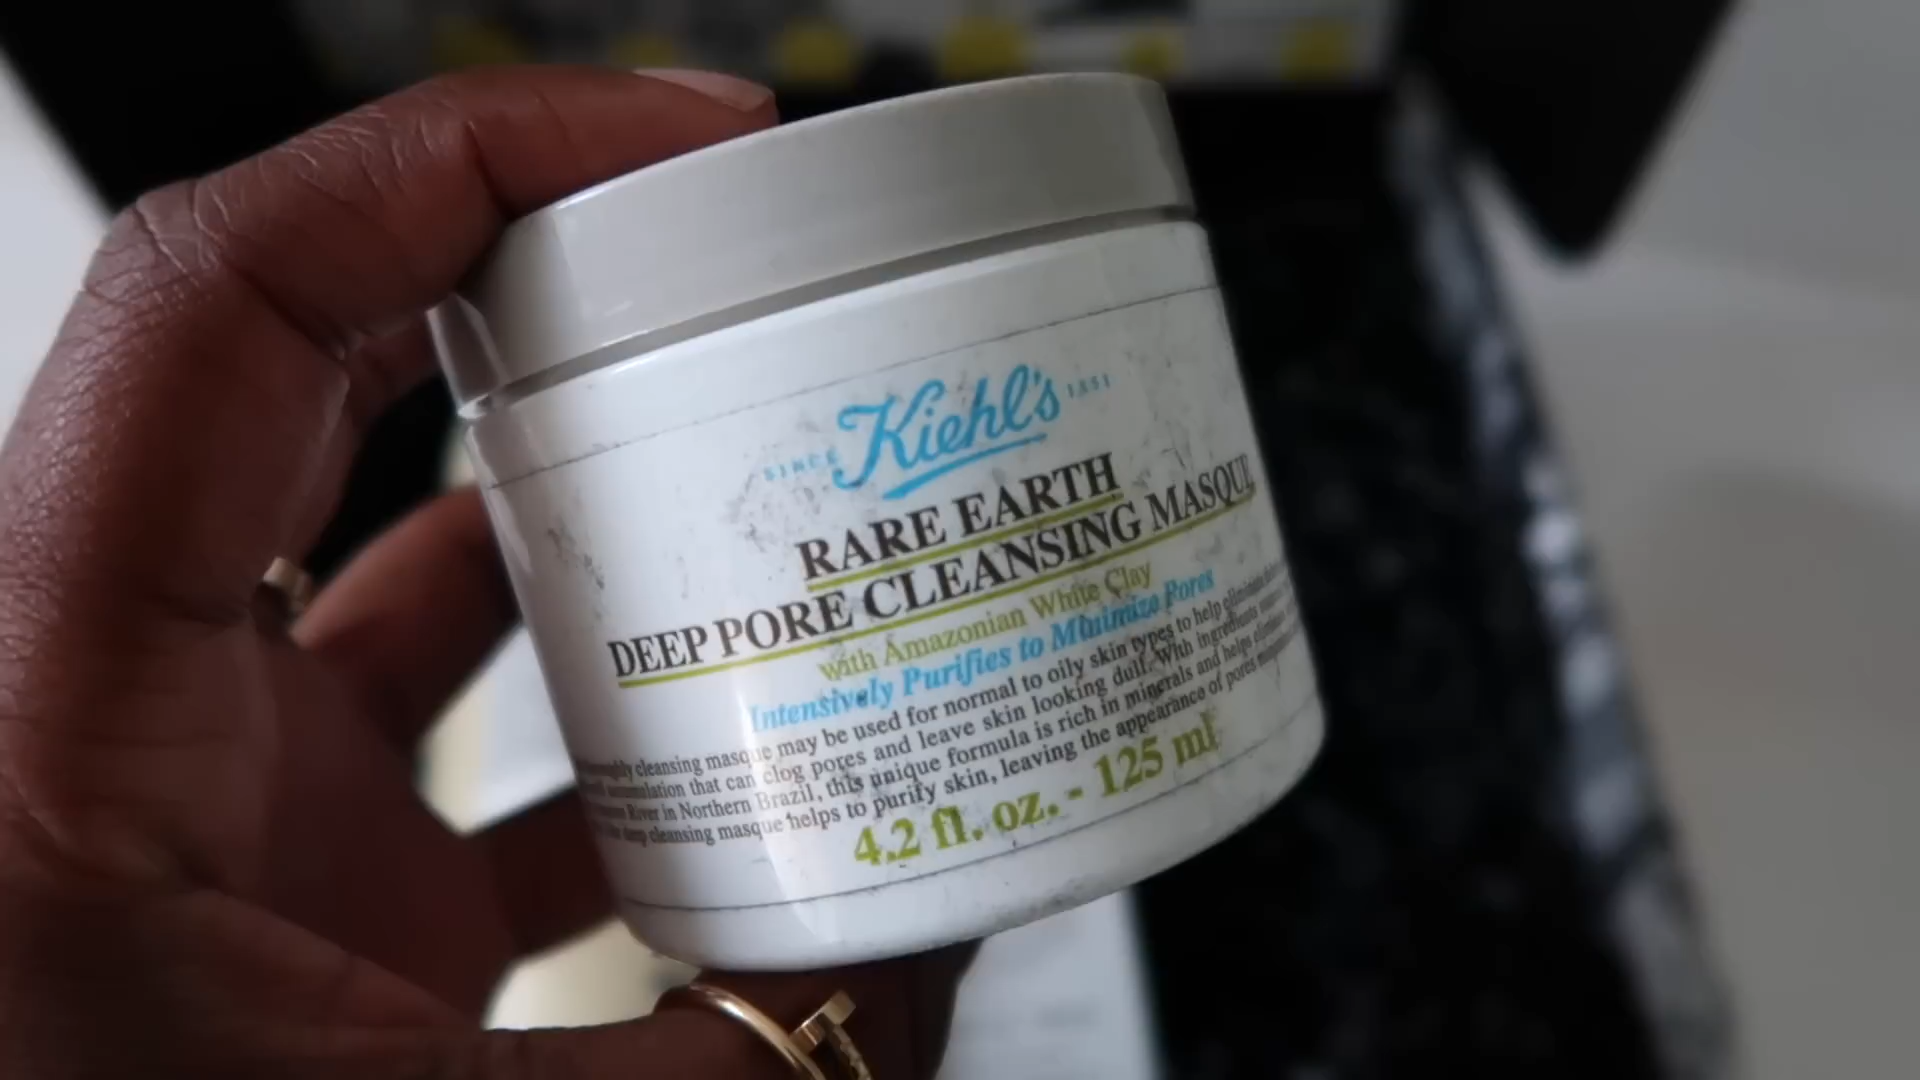 SINCE Kiehl's 1851
RARE EARTH
DEEP PORE CLEANSING MASQUE
with Amazonian White Clay
Intensively Purifies to Minimize Pores
cleansing masque may be used for normal to oily skin types to help eliminate
accumulation that can clog pores and leave skin looking dull. With ingredients
River in Northern Brazil, this unique formula is rich in minerals and helps
deep cleansing masque helps to purify skin, leaving the appearance of pores
4.2 fl. oz. - 125 ml